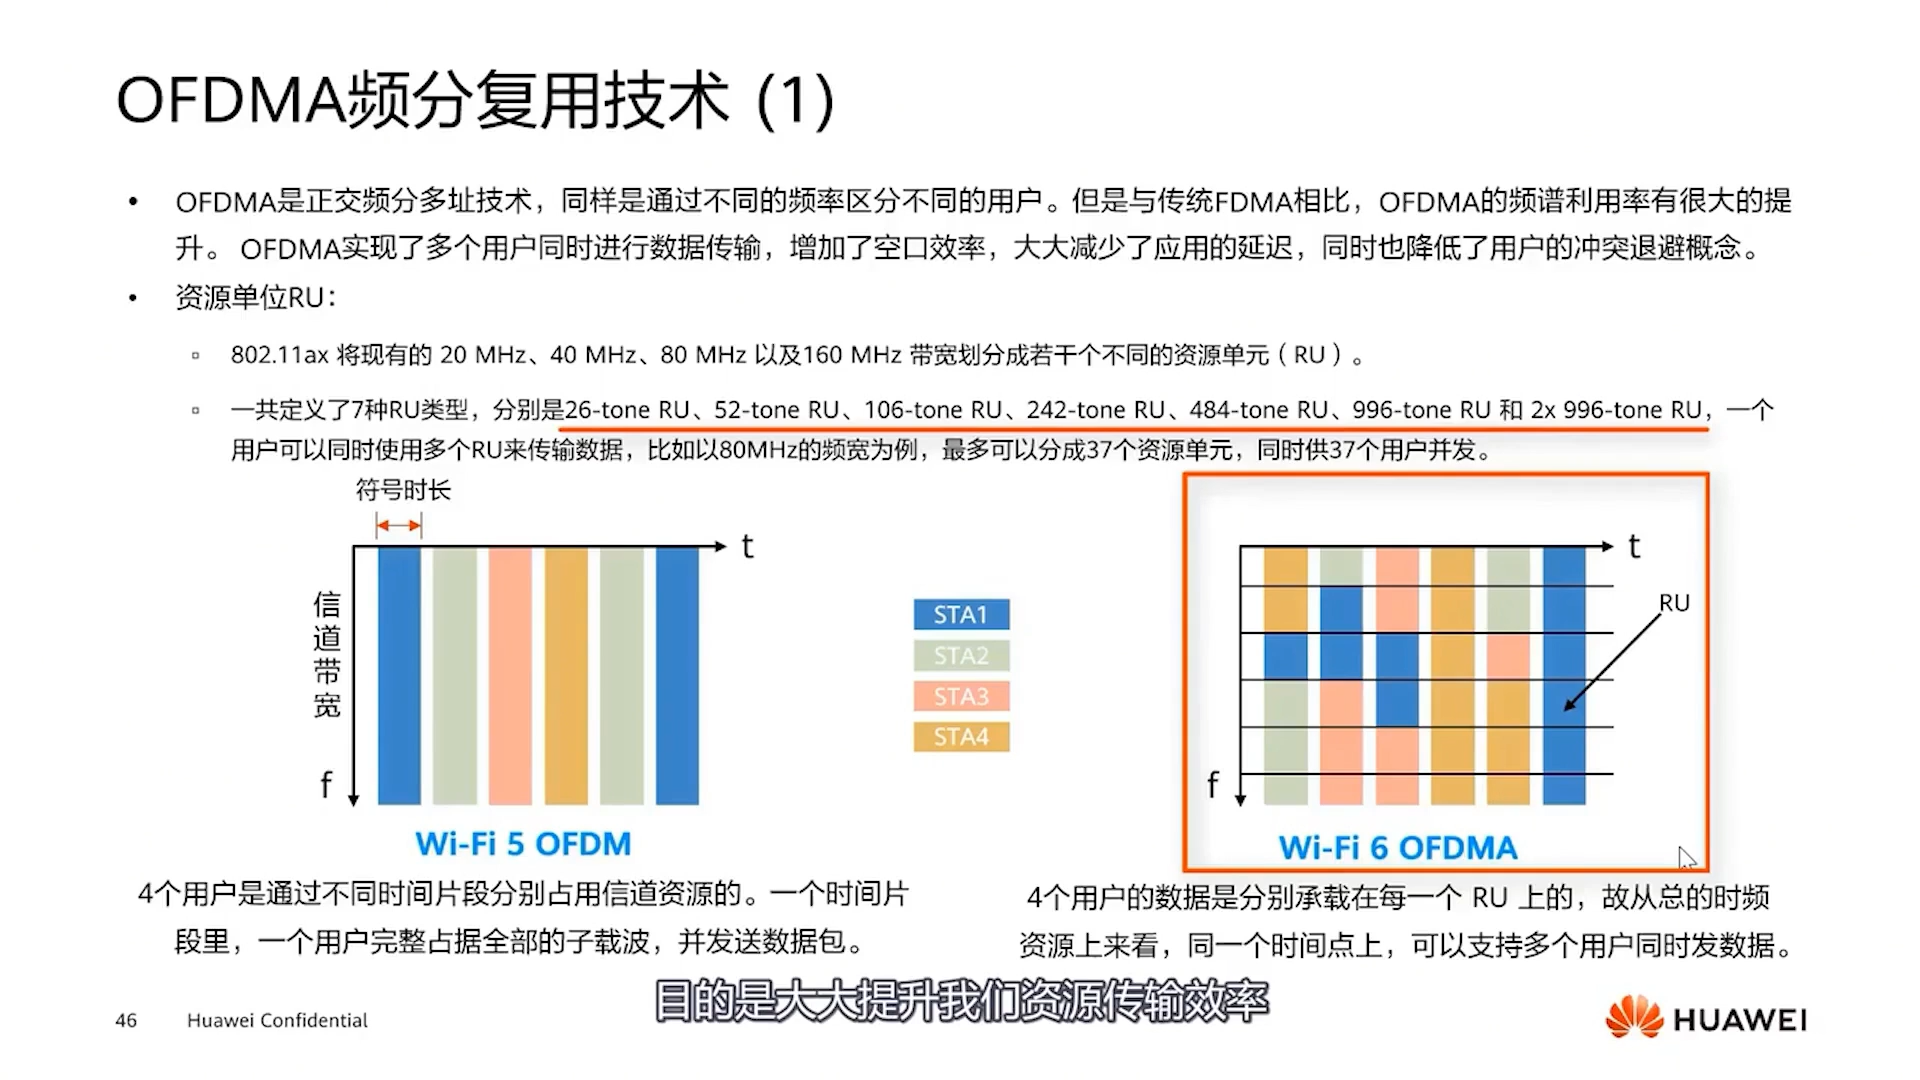 OFDMA频分复用技术 (1)
• OFDMA是正交频分多址技术，同样是通过不同的频率区分不同的用户。但是与传统FDMA相比，OFDMA的频谱利用率有很大的提
升。 OFDMA实现了多个用户同时进行数据传输，增加了空口效率，大大减少了应用的延迟，同时也降低了用户的冲突退避概念。
• 资源单位RU：
▫ 802.11ax 将现有的 20 MHz、40 MHz、80 MHz 以及160 MHz 带宽划分成若干个不同的资源单元（RU）。
▫ 一共定义了7种RU类型，分别是26-tone RU、52-tone RU、106-tone RU、242-tone RU、484-tone RU、996-tone RU 和 2x 996-tone RU，一个
用户可以同时使用多个RU来传输数据，比如以80MHz的频宽为例，最多可以分成37个资源单元，同时供37个用户并发。
符号时长
t
信道带宽
f
Wi-Fi 5 OFDM
STA1
STA2
STA3
STA4
t
RU
f
Wi-Fi 6 OFDMA
4个用户是通过不同时间片段分别占用信道资源的。一个时间片
段里，一个用户完整占据全部的子载波，并发送数据包。
4个用户的数据是分别承载在每一个 RU 上的，故从总的时频
资源上来看，同一个时间点上，可以支持多个用户同时发数据。
目的是大大提升我们资源传输效率
46
Huawei Confidential
HUAWEI